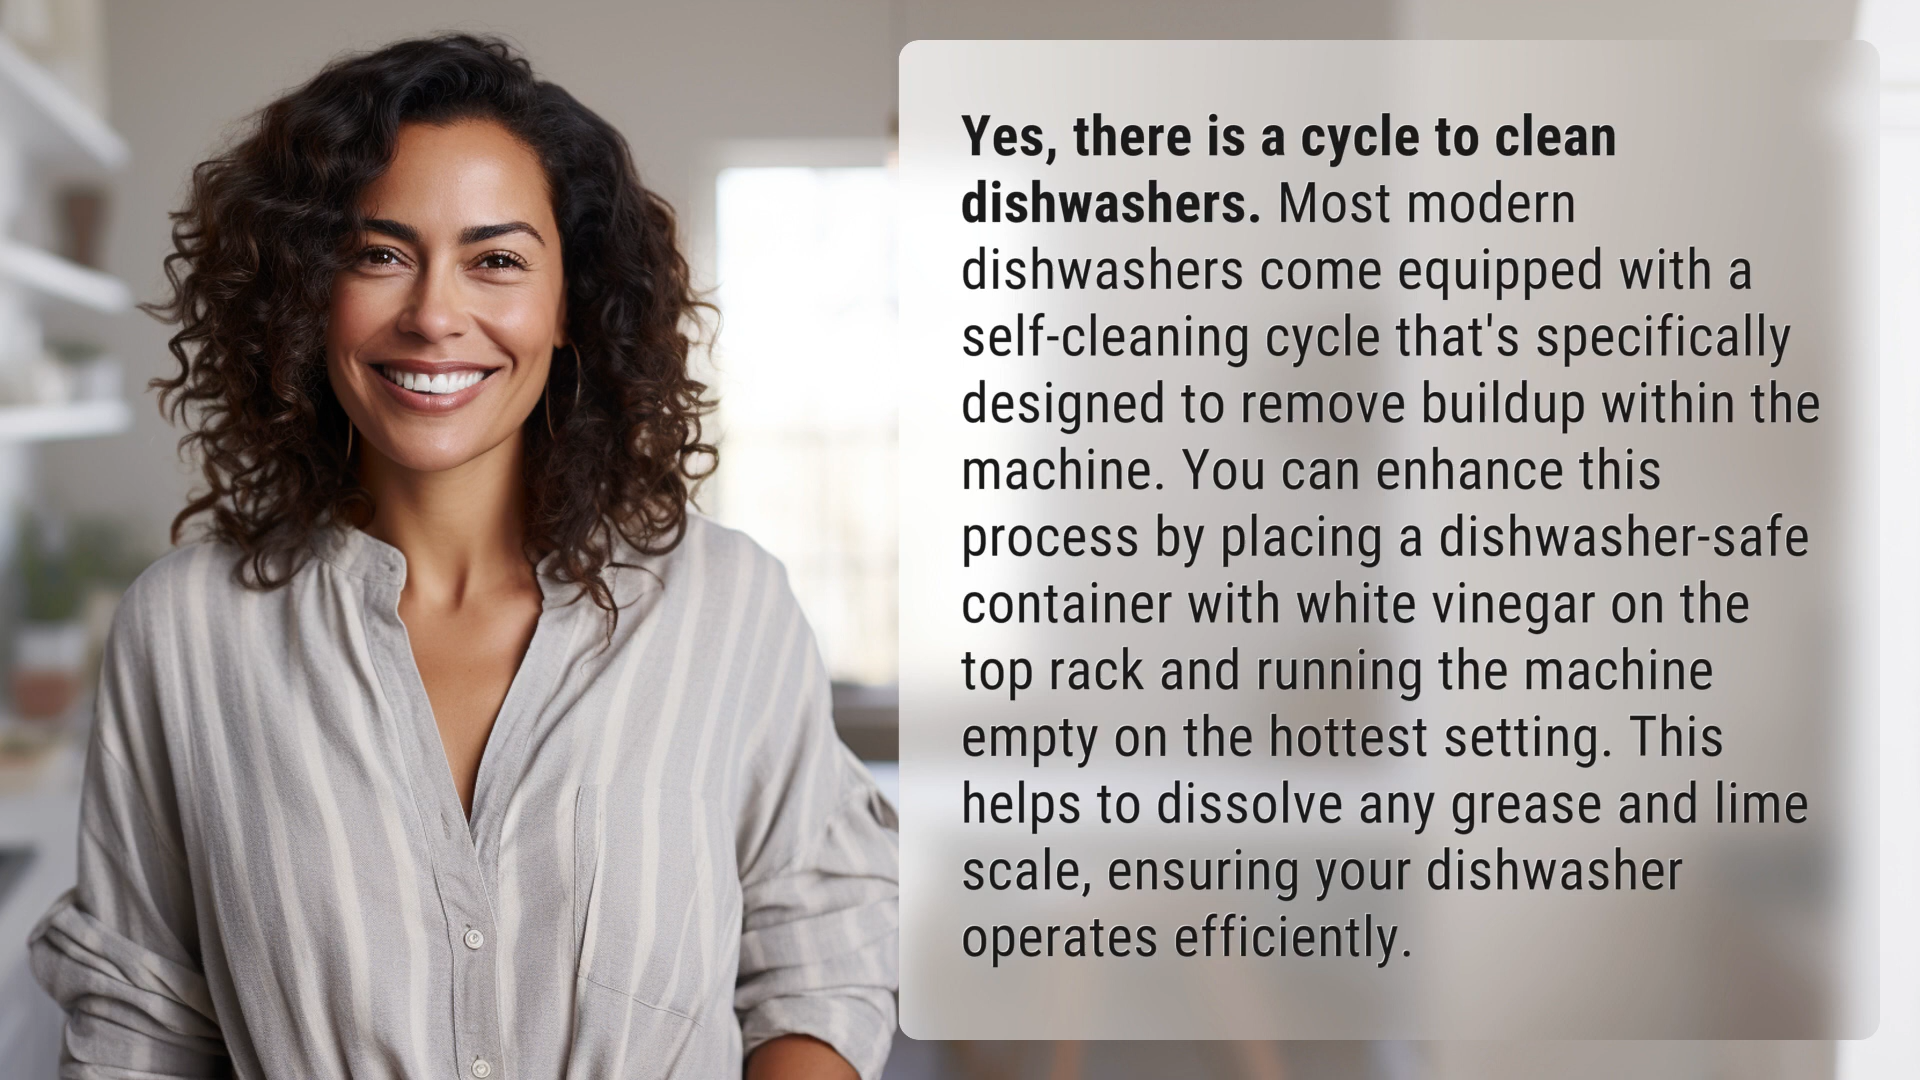 Yes, there is a cycle to clean
dishwashers. Most modern
dishwashers come equipped with a
self-cleaning cycle that's specifically
designed to remove buildup within the
machine. You can enhance this
process by placing a dishwasher-safe
container with white vinegar on the
top rack and running the machine
empty on the hottest setting. This
helps to dissolve any grease and lime
scale, ensuring your dishwasher
operates efficiently.